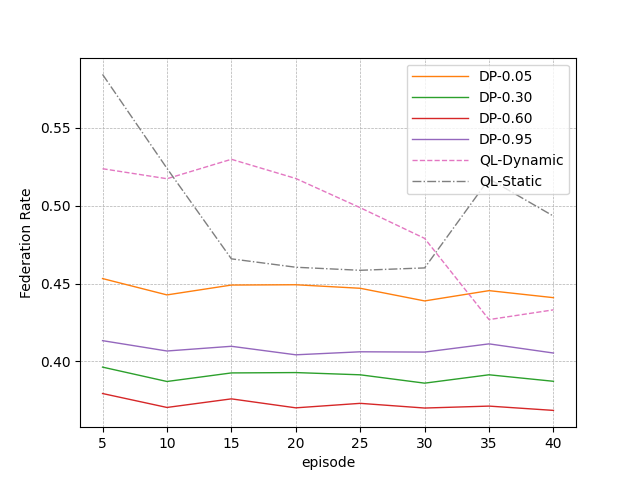 DP-0.05
DP-0.30
DP-0.60
DP-0.95
QL-Dynamic
QL-Static
Federation Rate
0.55
0.50
0.45
0.40
5 10 15 20 25 30 35 40
episode